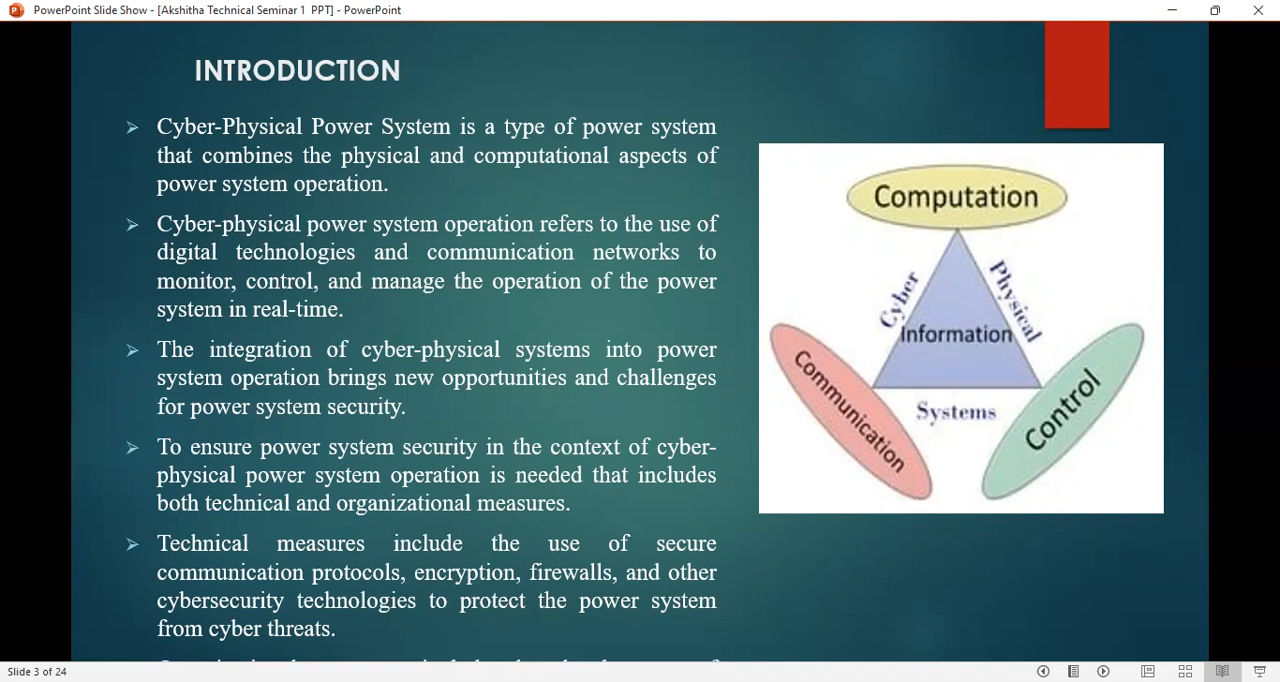 PowerPoint Slide Show - [Akshitha Technical Seminar 1 PPT] - PowerPoint
INTRODUCTION
➢ Cyber-Physical Power System is a type of power system
that combines the physical and computational aspects of
power system operation.
➢ Cyber-physical power system operation refers to the use of
digital technologies and communication networks to
monitor, control, and manage the operation of the power
system in real-time.
➢ The integration of cyber-physical systems into power
system operation brings new opportunities and challenges
for power system security.
➢ To ensure power system security in the context of cyber-
physical power system operation is needed that includes
both technical and organizational measures.
➢ Technical measures include the use of secure
communication protocols, encryption, firewalls, and other
cybersecurity technologies to protect the power system
from cyber threats.
Computation
Cyber
Physical
Information
Communication
Systems
Control
Slide 3 of 24